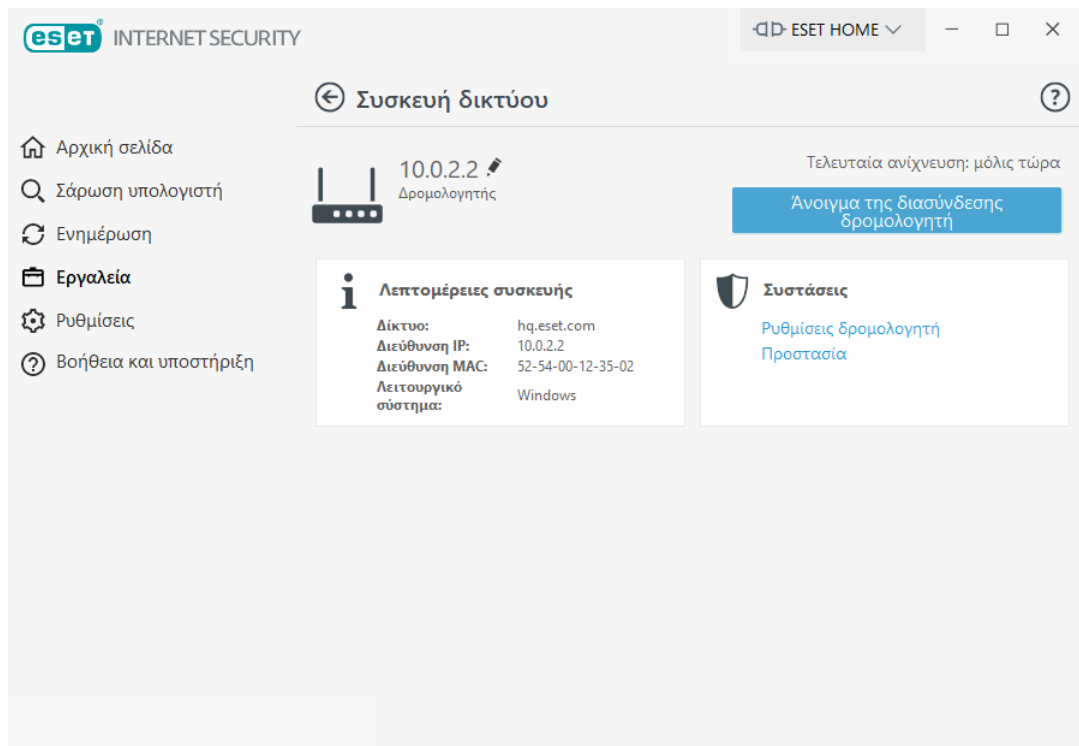 eset® INTERNET SECURITY
ESET HOME
Συσκευή δικτύου
Αρχική σελίδα
Σάρωση υπολογιστή
Ενημέρωση
Εργαλεία
Ρυθμίσεις
Βοήθεια και υποστήριξη
10.0.2.2
Δρομολογητής
Τελευταία ανίχνευση: μόλις τώρα
Άνοιγμα της διασύνδεσης
δρομολογητή
Λεπτομέρειες συσκευής
Δίκτυο: hq.eset.com
Διεύθυνση IP: 10.0.2.2
Διεύθυνση MAC: 52-54-00-12-35-02
Λειτουργικό
σύστημα: Windows
Συστάσεις
Ρυθμίσεις δρομολογητή
Προστασία